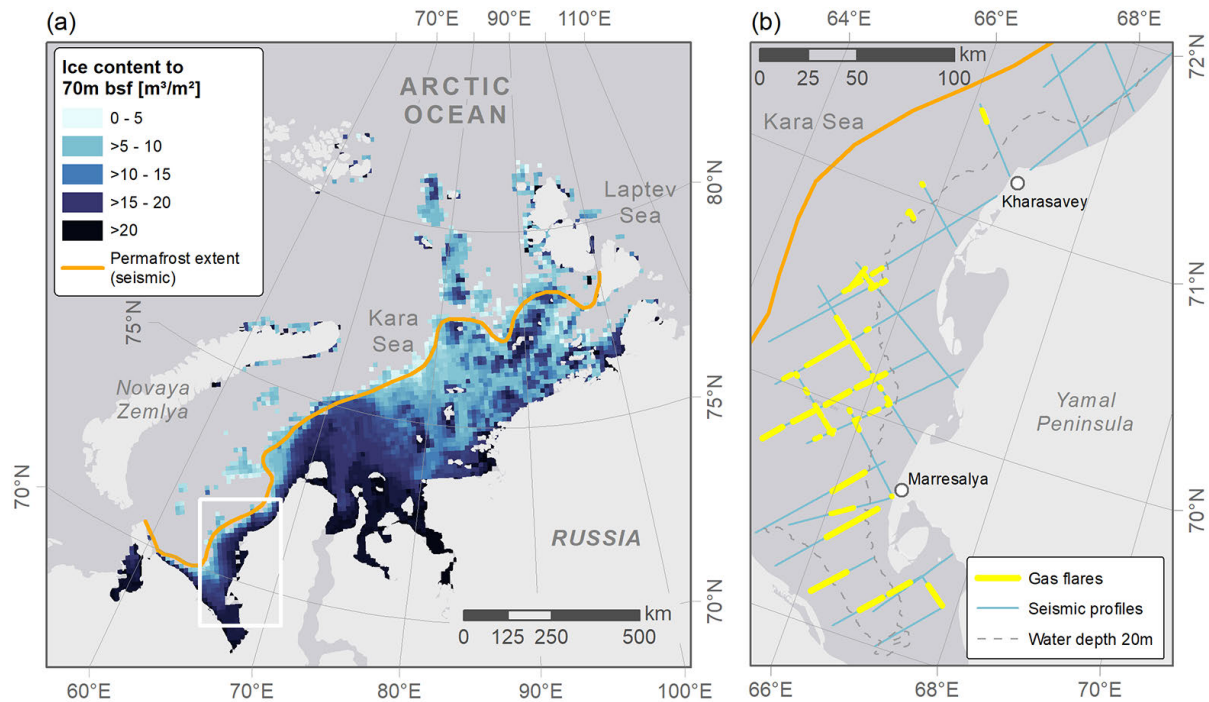 (a)
70°E
80°E
90°E
110°E
Ice content to
70m bsf [m³/m²]
0 - 5
>5 - 10
>10 - 15
>15 - 20
>20
Permafrost extent
(seismic)
ARCTIC
OCEAN
Laptev
Sea
Kara
Sea
Novaya
Zemlya
RUSSIA
75°N
70°N
80°N
75°N
70°N
km
0
125
250
500
60°E
70°E
80°E
90°E
100°E
(b)
64°E
66°E
68°E
km
0
25
50
100
Kara Sea
Kharasavey
Yamal
Peninsula
Marresalya
72°N
71°N
70°N
Gas flares
Seismic profiles
Water depth 20m
66°E
68°E
70°E